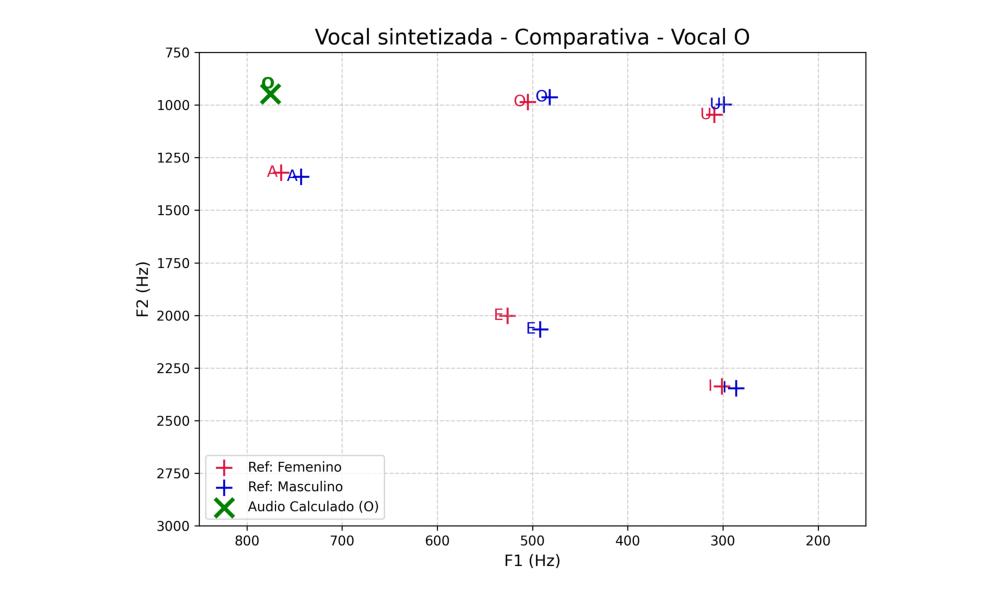 Vocal sintetizada - Comparativa - Vocal O
750
1000
1250
1500
1750
2000
2250
2500
2750
3000
F2 (Hz)
O
O
O
U
U
A
A
E
E
I
I
Ref: Femenino
Ref: Masculino
Audio Calculado (O)
800
700
600
500
400
300
200
F1 (Hz)